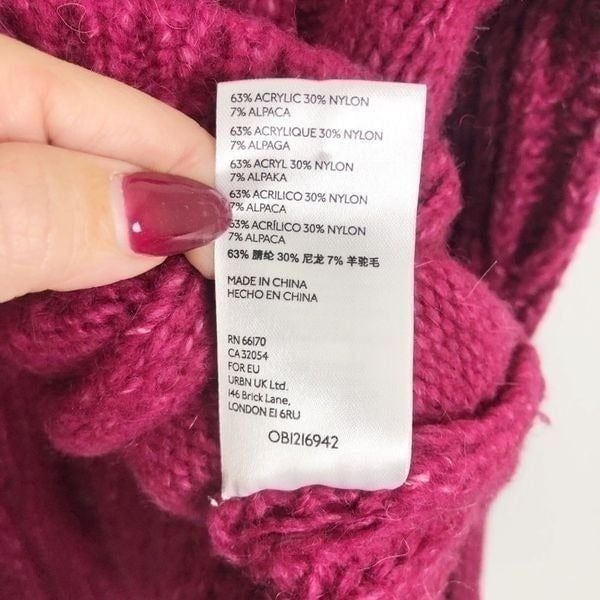 63% ACRYLIC 30% NYLON
7% ALPACA
63% ACRYLIQUE 30% NYLON
7% ALPAGA
63% ACRYL 30% NYLON
7% ALPAKA
63% ACRILICO 30% NYLON
7% ALPACA
63% ACRÍLICO 30% NYLON
7% ALPACA
63% 腈纶 30% 尼龙 7% 羊驼毛
MADE IN CHINA
HECHO EN CHINA
RN 66170
CA 32054
FOR EU
URBN UK Ltd.
146 Brick Lane,
LONDON E1 6RU
OB1216942